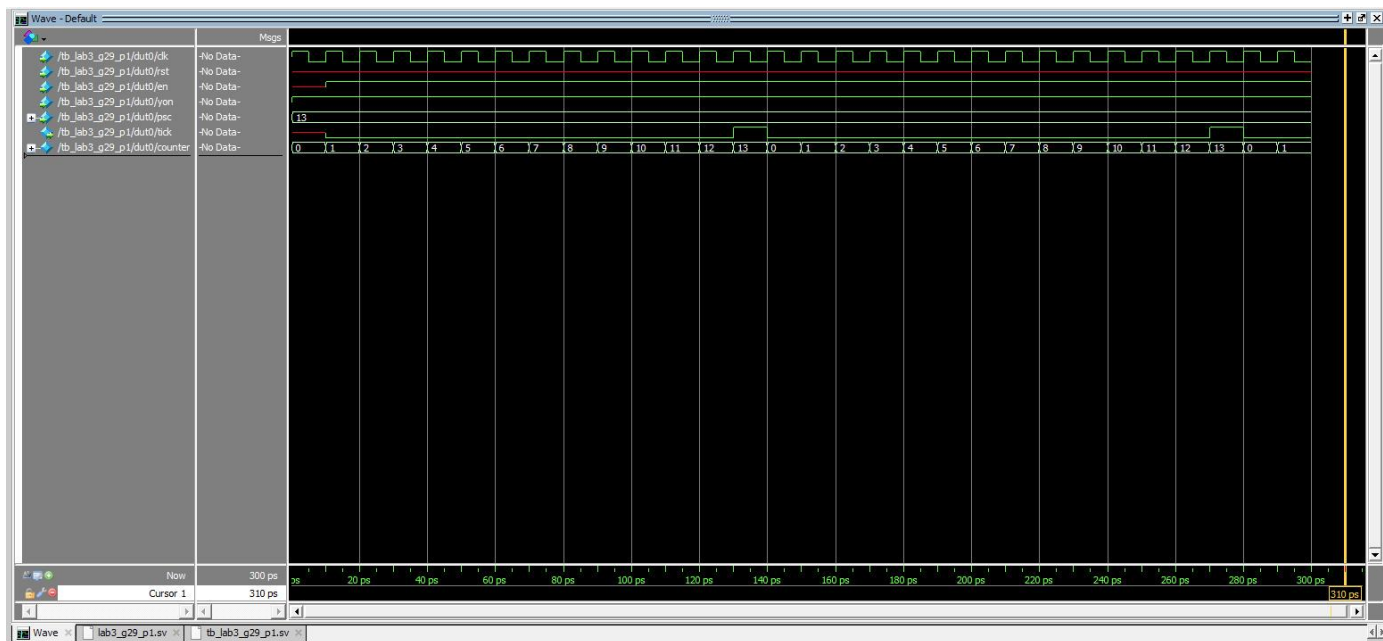 Wave - Default
Msgs
/tb_lab3_g29_p1/dut0/clk -No Data-
/tb_lab3_g29_p1/dut0/rst -No Data-
/tb_lab3_g29_p1/dut0/en -No Data-
/tb_lab3_g29_p1/dut0/yon -No Data-
/tb_lab3_g29_p1/dut0/psc -No Data- 13
/tb_lab3_g29_p1/dut0/tick -No Data-
/tb_lab3_g29_p1/dut0/counter -No Data- 0 1 2 3 4 5 6 7 8 9 10 11 12 13 0 1 2 3 4 5 6 7 8 9 10 11 12 13 0 1
Now 300 ps ps 20 ps 40 ps 60 ps 80 ps 100 ps 120 ps 140 ps 160 ps 180 ps 200 ps 220 ps 240 ps 260 ps 280 ps 300 ps
Cursor 1 310 ps 310 ps
Wave lab3_g29_p1.sv tb_lab3_g29_p1.sv